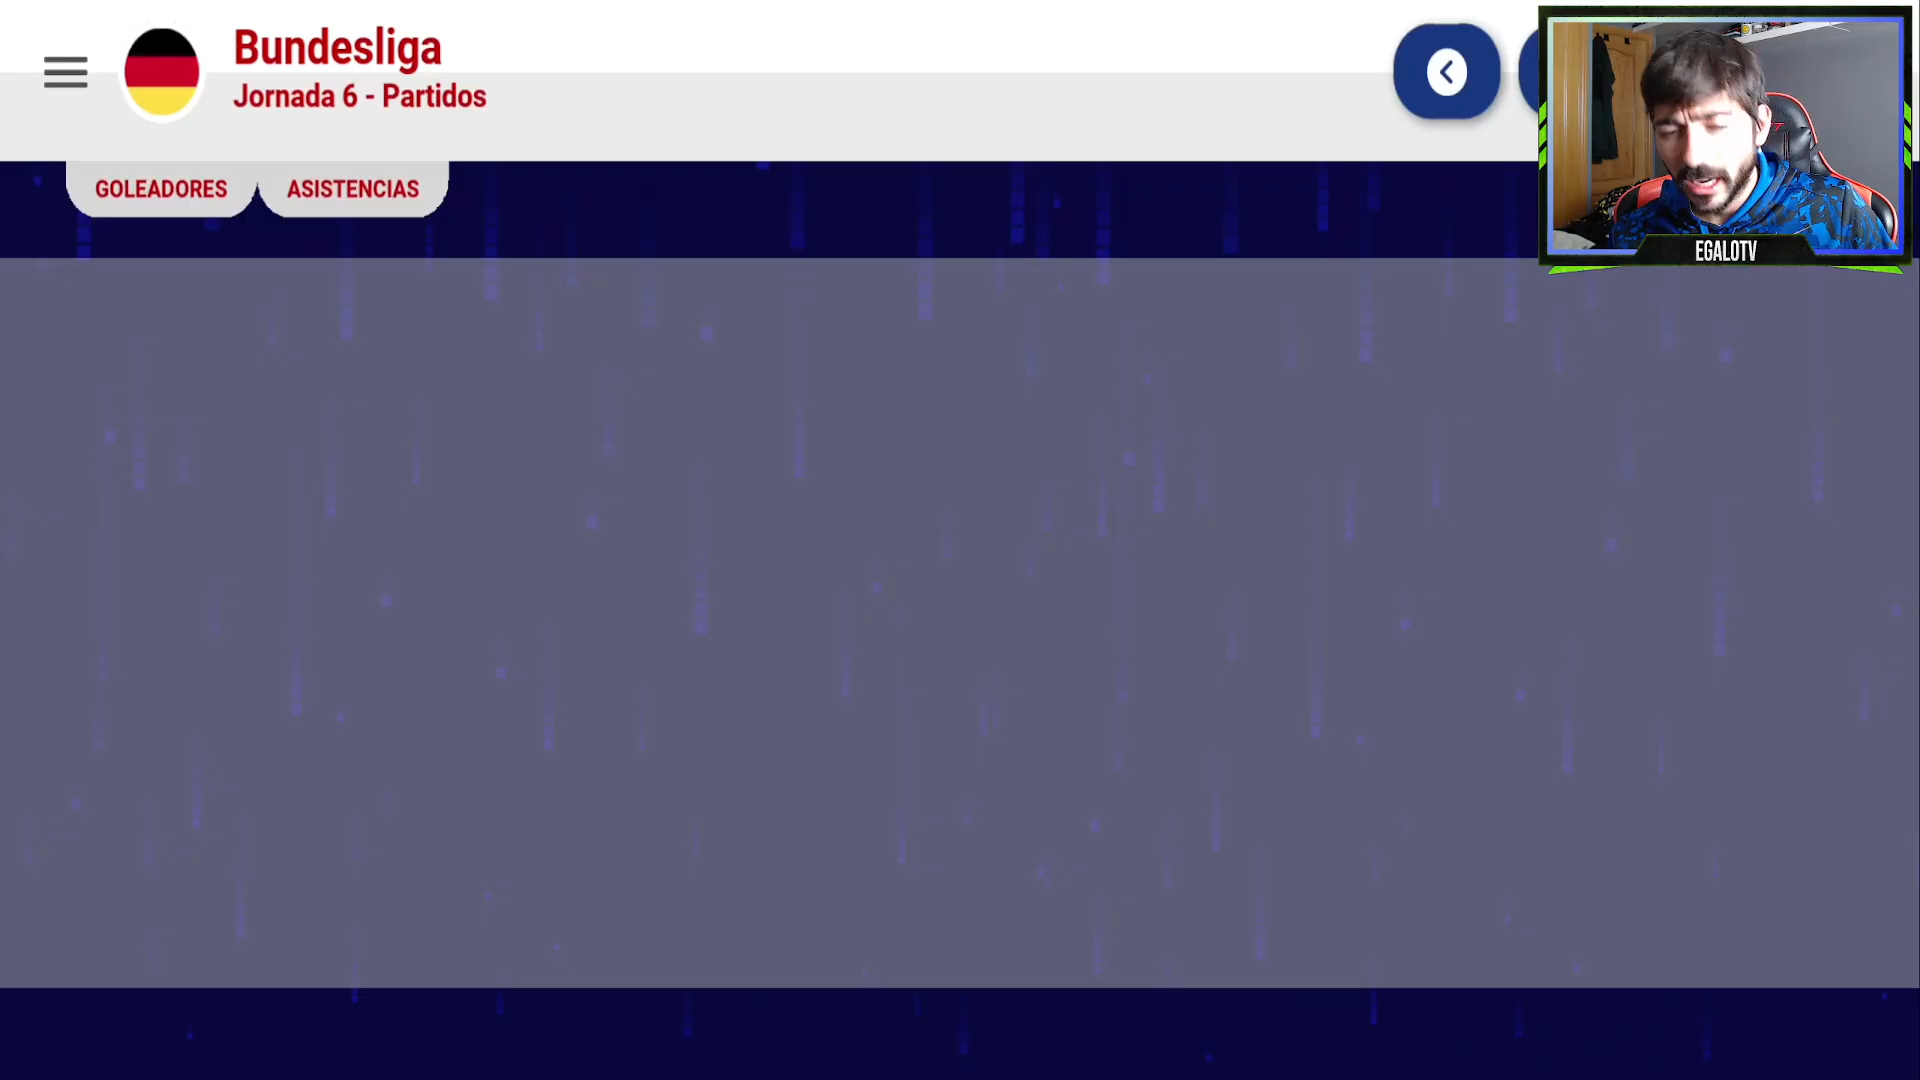 Bundesliga
Jornada 6 - Partidos
GOLEADORES
ASISTENCIAS
EGALOTV